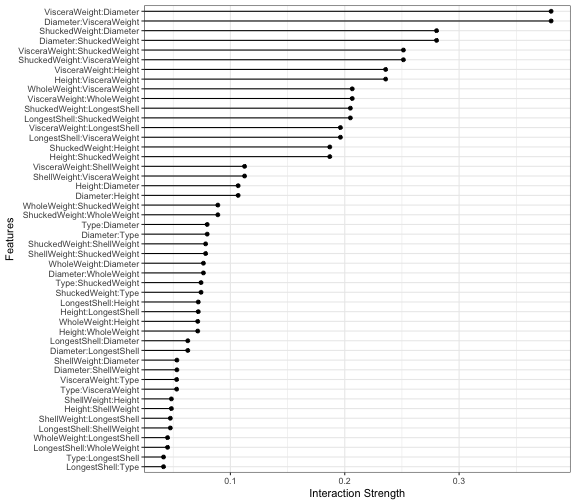 VisceraWeight:Diameter
Diameter:VisceraWeight
ShuckedWeight:Diameter
Diameter:ShuckedWeight
VisceraWeight:ShuckedWeight
ShuckedWeight:VisceraWeight
VisceraWeight:Height
Height:VisceraWeight
WholeWeight:VisceraWeight
VisceraWeight:WholeWeight
ShuckedWeight:LongestShell
LongestShell:ShuckedWeight
VisceraWeight:LongestShell
LongestShell:VisceraWeight
ShuckedWeight:Height
Height:ShuckedWeight
VisceraWeight:ShellWeight
ShellWeight:VisceraWeight
Height:Diameter
Diameter:Height
WholeWeight:ShuckedWeight
ShuckedWeight:WholeWeight
Type:Diameter
Diameter:Type
ShuckedWeight:ShellWeight
ShellWeight:ShuckedWeight
WholeWeight:Diameter
Diameter:WholeWeight
Type:ShuckedWeight
ShuckedWeight:Type
LongestShell:Height
Height:LongestShell
WholeWeight:Height
Height:WholeWeight
LongestShell:Diameter
Diameter:LongestShell
ShellWeight:Diameter
Diameter:ShellWeight
VisceraWeight:Type
Type:VisceraWeight
ShellWeight:Height
Height:ShellWeight
ShellWeight:LongestShell
LongestShell:ShellWeight
WholeWeight:LongestShell
LongestShell:WholeWeight
Type:LongestShell
LongestShell:Type
Features
0.1 0.2 0.3
Interaction Strength